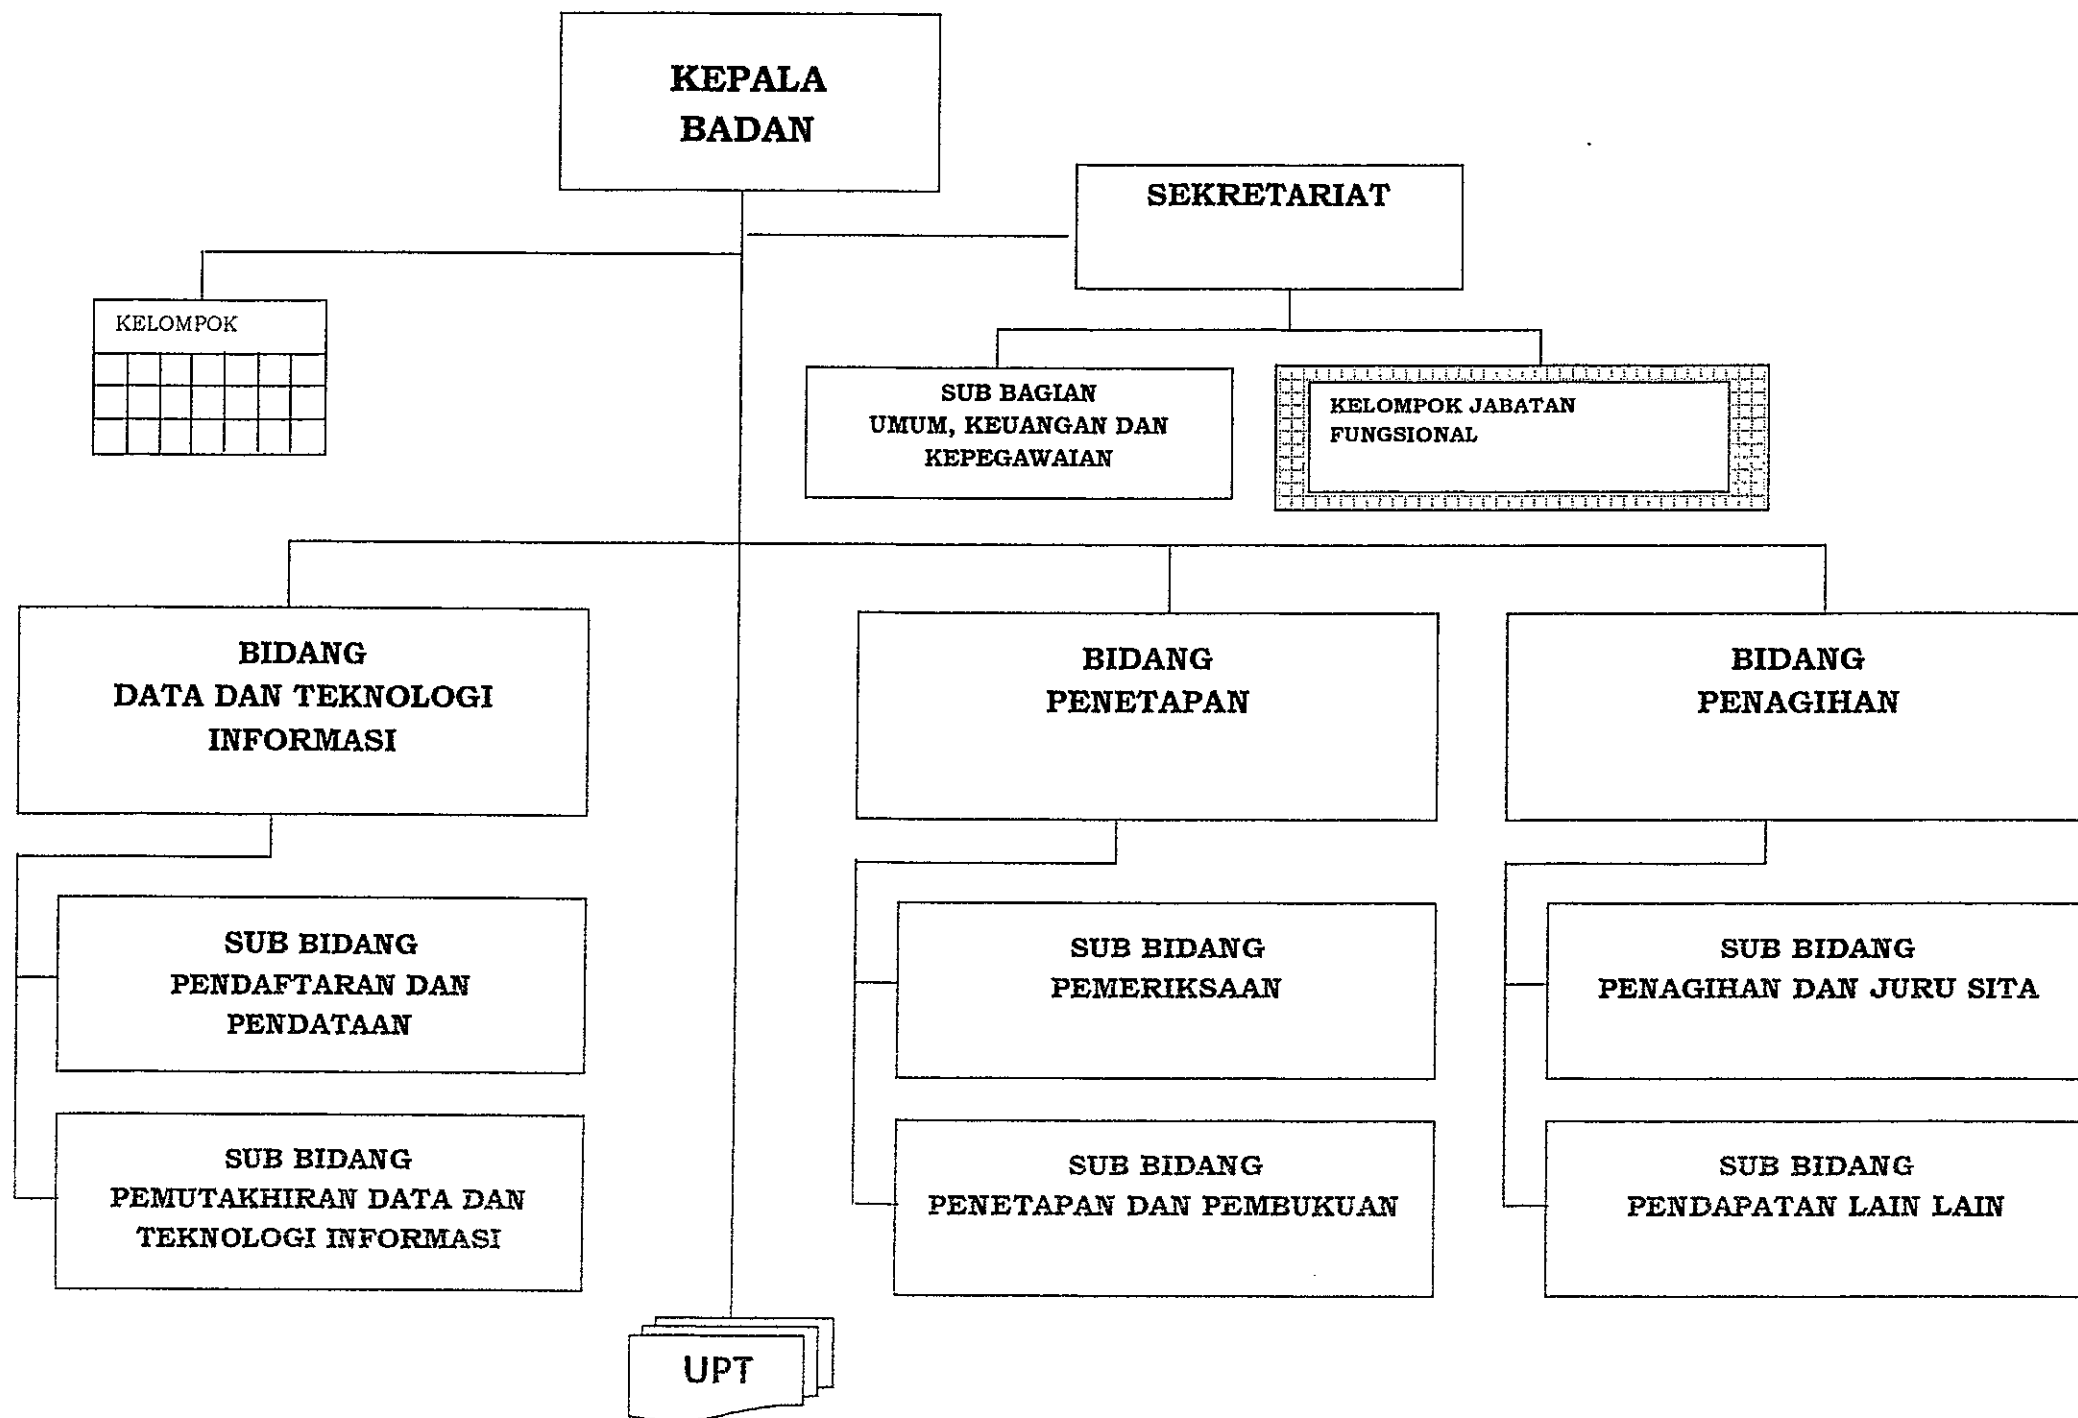 KEPALA
BADAN
SEKRETARIAT
KELOMPOK
SUB BAGIAN
UMUM, KEUANGAN DAN
KEPEGAWAIAN
KELOMPOK JABATAN
FUNGSIONAL
BIDANG
DATA DAN TEKNOLOGI
INFORMASI
BIDANG
PENETAPAN
BIDANG
PENAGIHAN
SUB BIDANG
PENDAFTARAN DAN
PENDATAAN
SUB BIDANG
PEMERIKSAAN
SUB BIDANG
PENAGIHAN DAN JURU SITA
SUB BIDANG
PEMUTAKHIRAN DATA DAN
TEKNOLOGI INFORMASI
SUB BIDANG
PENETAPAN DAN PEMBUKUAN
SUB BIDANG
PENDAPATAN LAIN LAIN
UPT